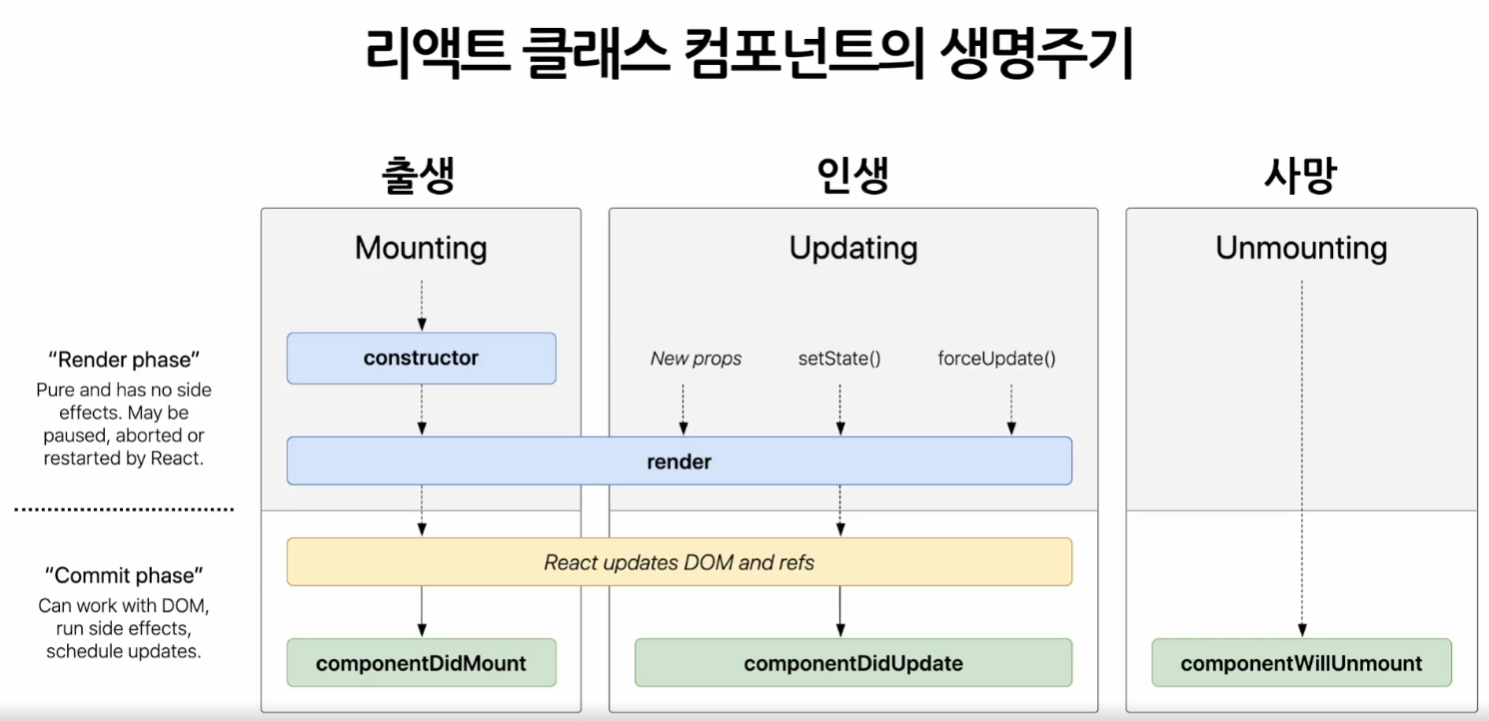 리액트 클래스 컴포넌트의 생명주기
출생
인생
사망
Mounting
Updating
Unmounting
“Render phase”
Pure and has no side
effects. May be
paused, aborted or
restarted by React.
constructor
New props
setState()
forceUpdate()
render
“Commit phase”
Can work with DOM,
run side effects,
schedule updates.
React updates DOM and refs
componentDidMount
componentDidUpdate
componentWillUnmount